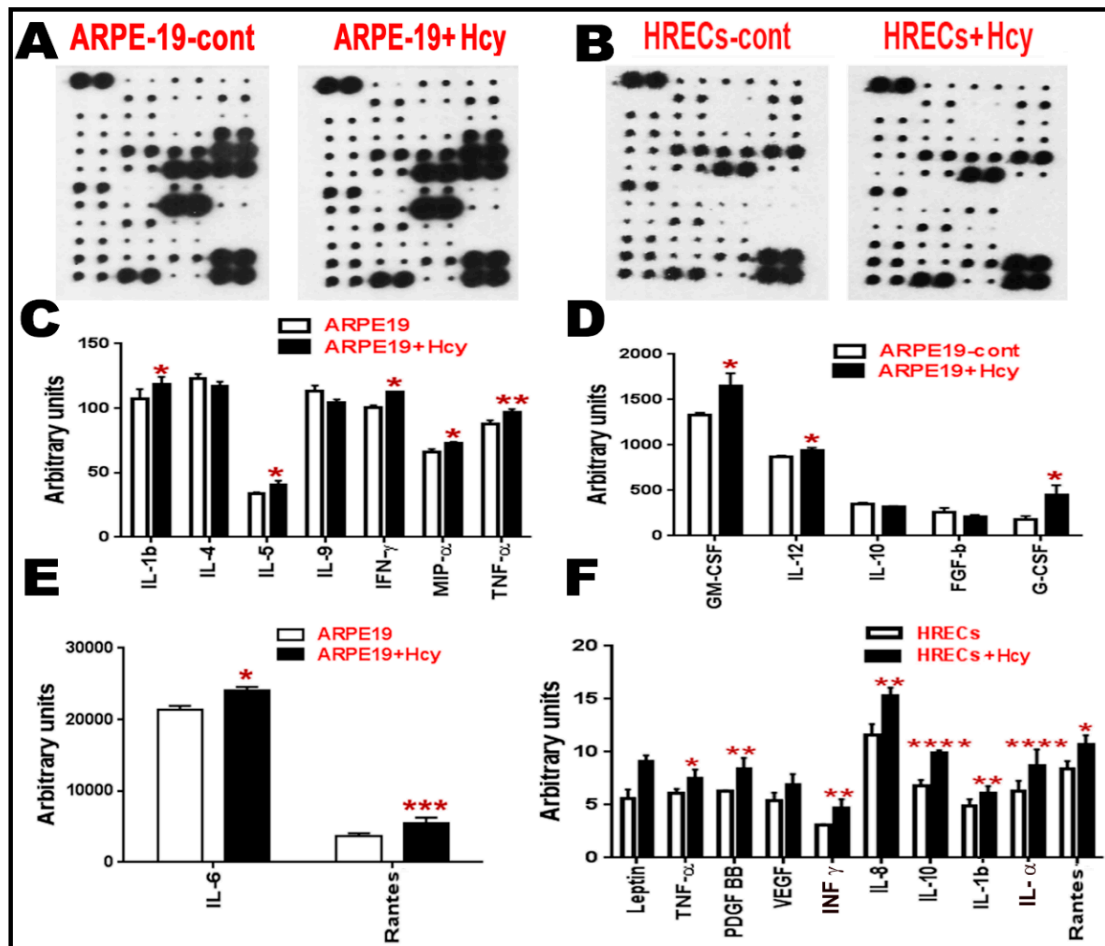 A ARPE-19-cont ARPE-19+Hcy
B HRECs-cont HRECs+Hcy
C
ARPE19
ARPE19+Hcy
Arbitrary units
150
100
50
0
* * * * **
IL-1b IL-4 IL-5 IL-9 IFN-γ MIP-α TNF-α
D
ARPE19-cont
ARPE19+Hcy
Arbitrary units
2000
1500
1000
500
0
* * *
GM-CSF IL-12 IL-10 FGF-b G-CSF
E
ARPE19
ARPE19+Hcy
Arbitrary units
30000
20000
10000
0
* ***
IL-6 Rantes
F
HRECs
HRECs+Hcy
Arbitrary units
20
15
10
5
0
* ** ** ** **** ** **** *
Leptin TNF-α PDGF BB VEGF INF γ IL-8 IL-10 IL-1b IL- α Rantes